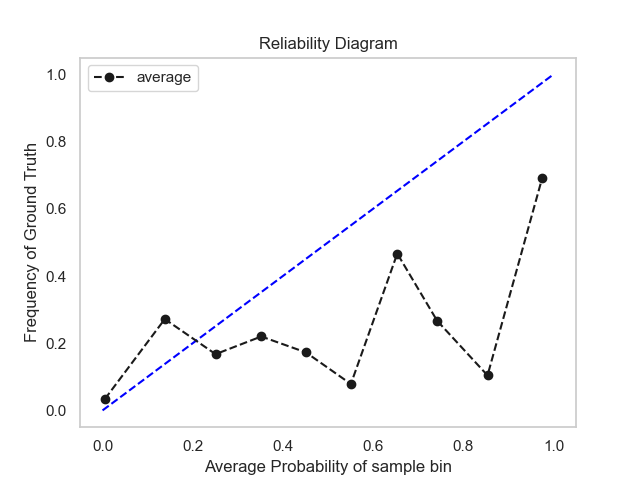 Reliability Diagram
average
Frequency of Ground Truth
1.0
0.8
0.6
0.4
0.2
0.0
0.0 0.2 0.4 0.6 0.8 1.0
Average Probability of sample bin